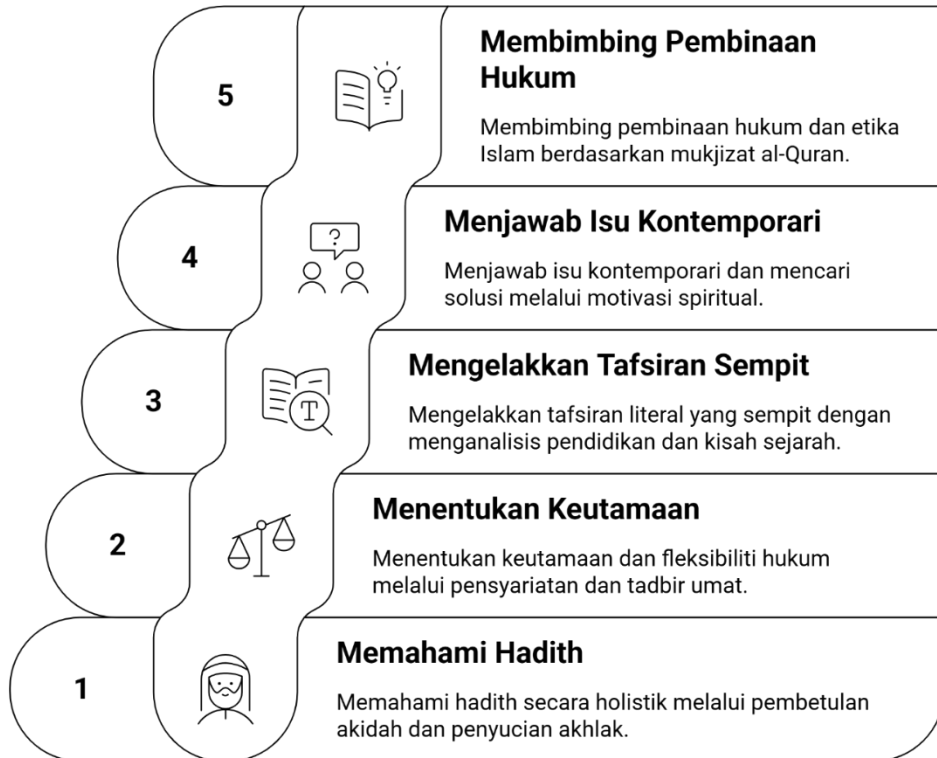 5
Membimbing Pembinaan
Hukum
Membimbing pembinaan hukum dan etika
Islam berdasarkan mukjizat al-Quran.
4
?
Menjawab Isu Kontemporari
Menjawab isu kontemporari dan mencari
solusi melalui motivasi spiritual.
3
T
Mengelakkan Tafsiran Sempit
Mengelakkan tafsiran literal yang sempit dengan
menganalisis pendidikan dan kisah sejarah.
2
Menentukan Keutamaan
Menentukan keutamaan dan fleksibiliti hukum
melalui pensyariatan dan tadbir umat.
1
Memahami Hadith
Memahami hadith secara holistik melalui pembetulan
akidah dan penyucian akhlak.